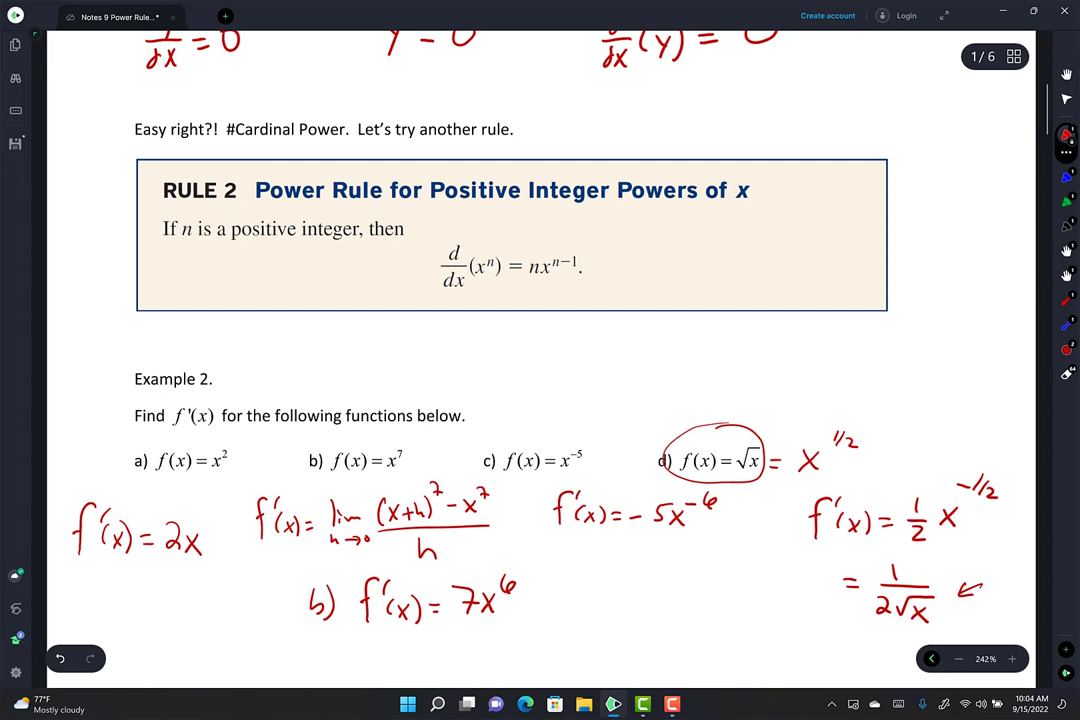 Notes 9 Power Rule...*
Create account
Login
1 / 6
dx = 0
y = 0
d/dx (y) = 0
Easy right?! #Cardinal Power. Let's try another rule.
RULE 2 Power Rule for Positive Integer Powers of x
If n is a positive integer, then
d/dx (xⁿ) = nxⁿ⁻¹.
Example 2.
Find f '(x) for the following functions below.
a) f(x) = x² b) f(x) = x⁷ c) f(x) = x⁻⁵ d) f(x) = √x = x^1/2
f'(x) = 2x f'(x) = lim h→0 (x+h)⁷ - x⁷ / h f'(x) = - 5x⁻⁶ f'(x) = 1/2 x^-1/2
b) f'(x) = 7x⁶ = 1/2√x ←
242%
77°F
Mostly cloudy
10:04 AM
9/15/2022